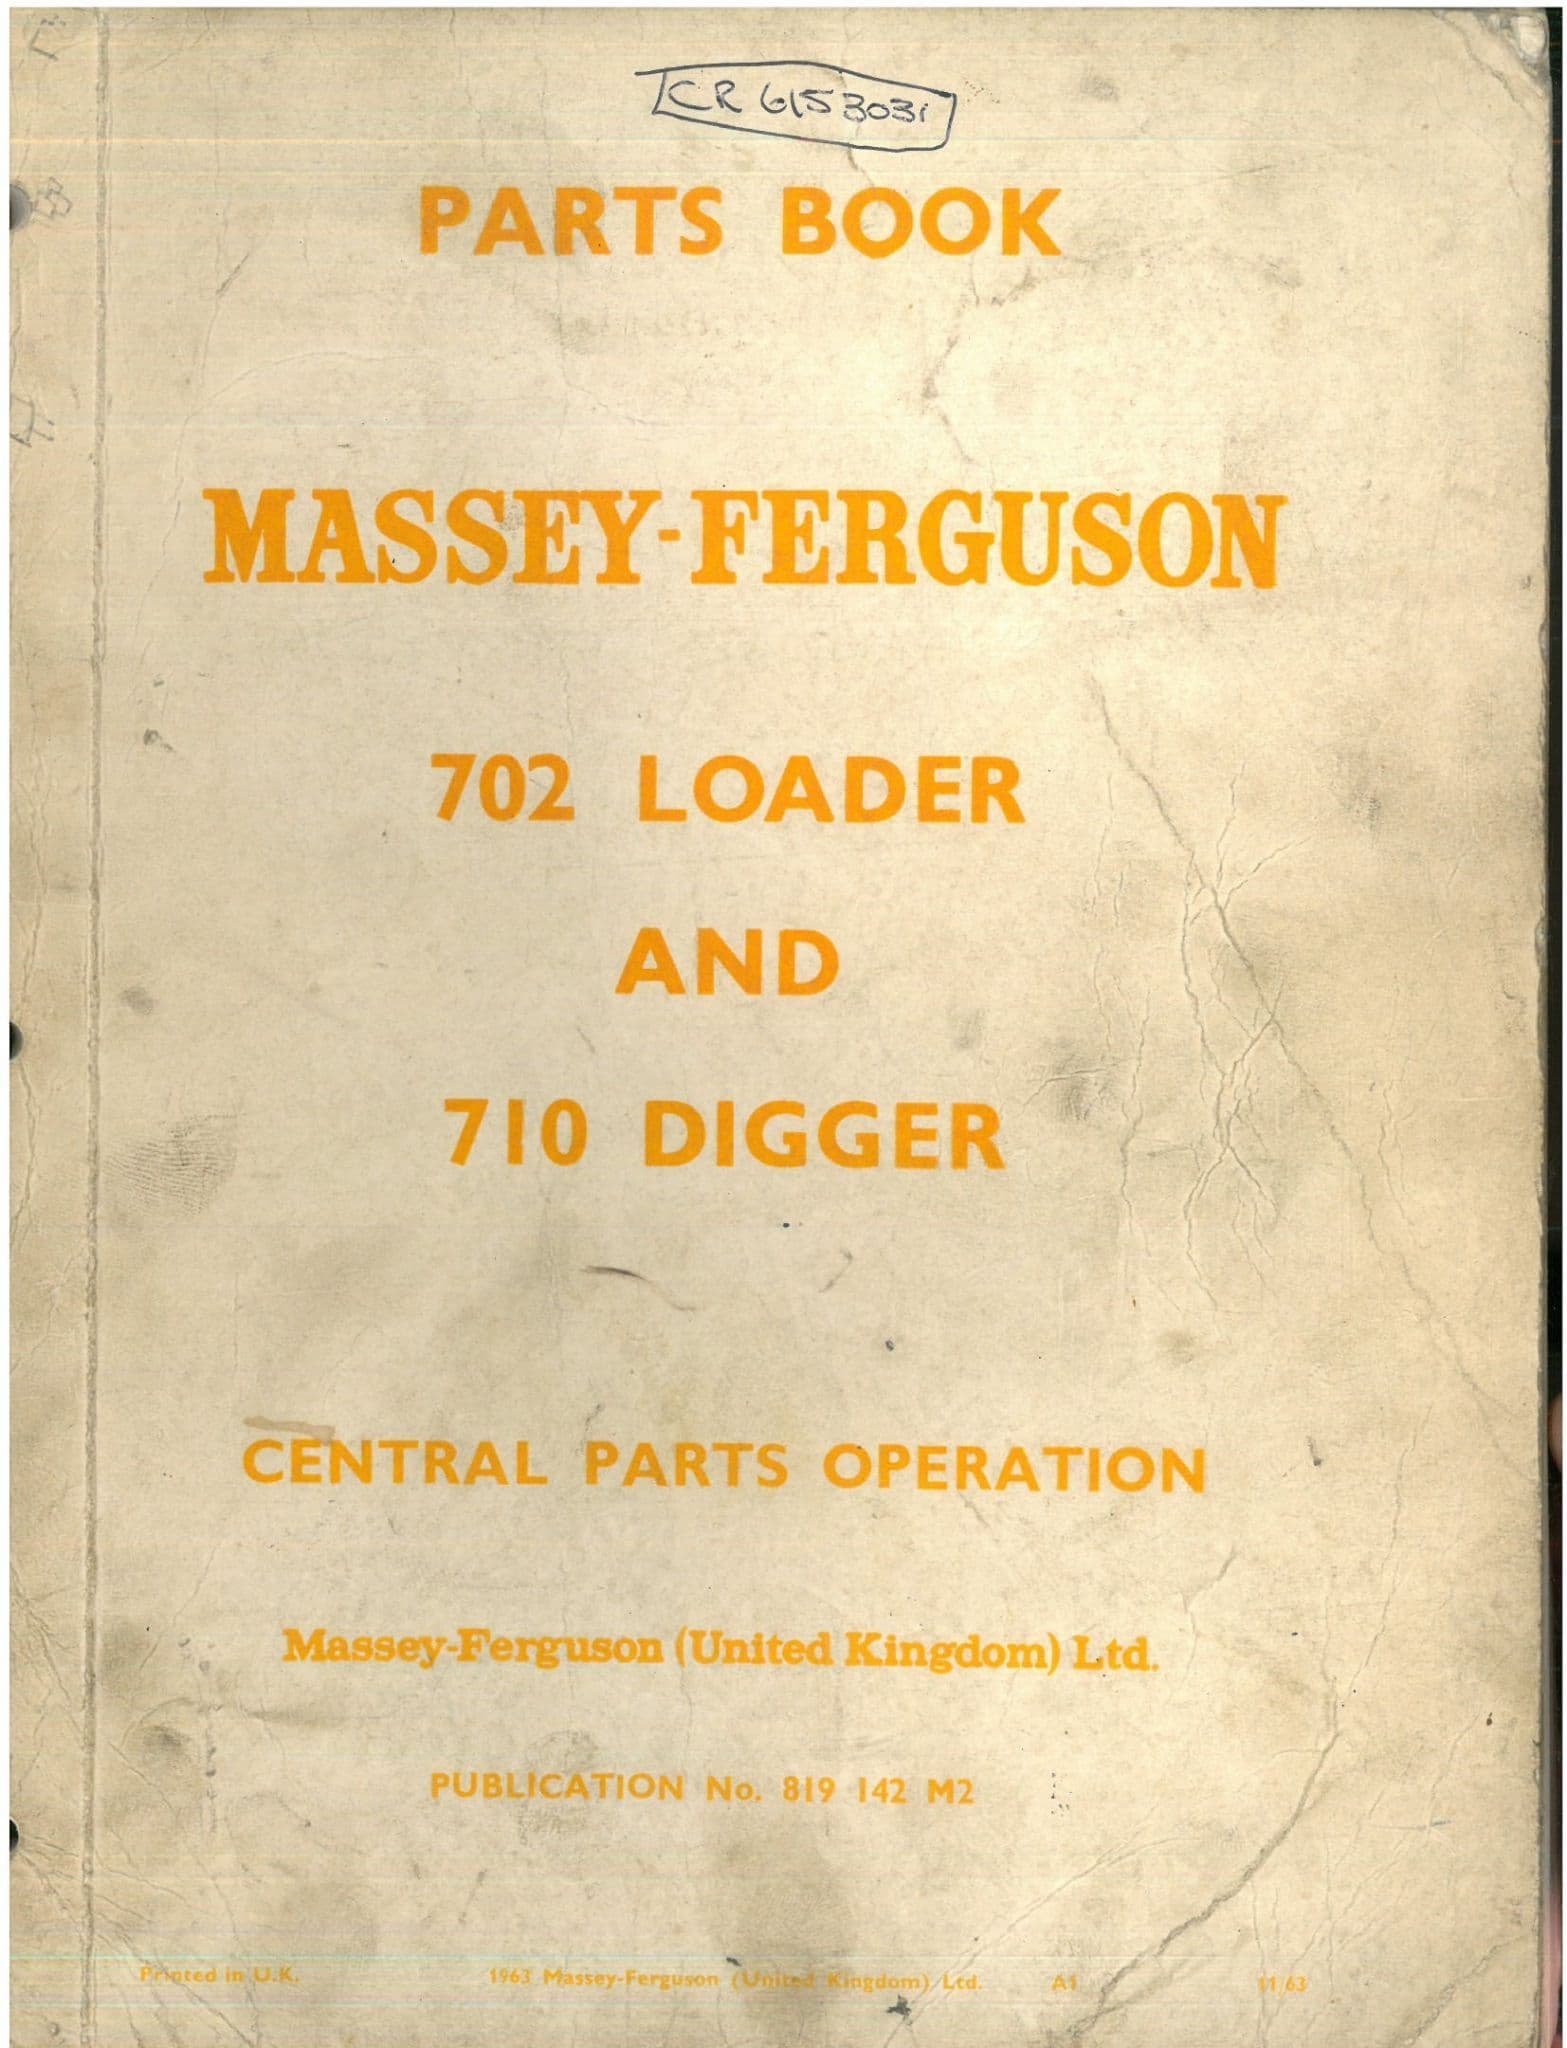 CR 6153031
PARTS BOOK
MASSEY-FERGUSON
702 LOADER
AND
710 DIGGER
CENTRAL PARTS OPERATION
Massey-Ferguson (United Kingdom) Ltd.
PUBLICATION No. 819 142 M2
Printed in U.K. 1963 Massey-Ferguson (United Kingdom) Ltd. A1 11/63